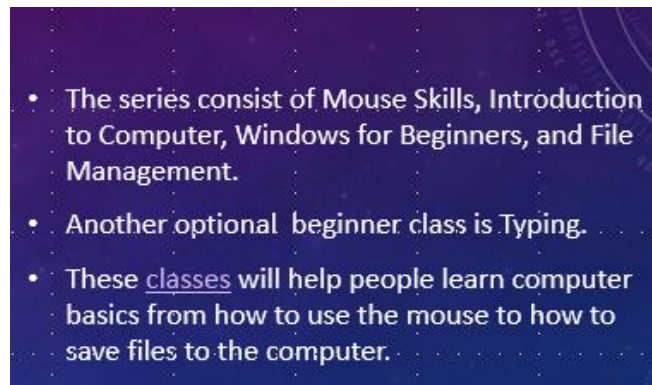 • The series consist of Mouse Skills, Introduction
to Computer, Windows for Beginners, and File
Management.
• Another optional  beginner class is Typing.
• These classes will help people learn computer
basics from how to use the mouse to how to
save files to the computer.